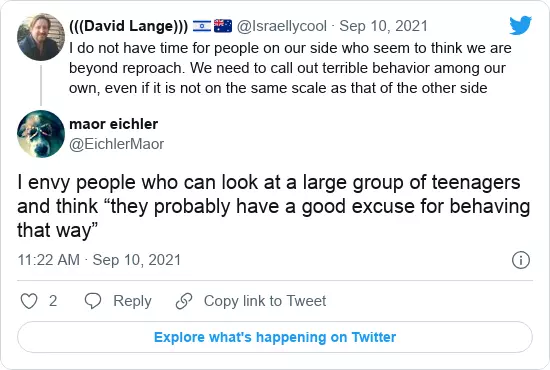 (((David Lange))) 🇮🇱 🇦🇺 @Israellycool · Sep 10, 2021
I do not have time for people on our side who seem to think we are
beyond reproach. We need to call out terrible behavior among our
own, even if it is not on the same scale as that of the other side
maor eichler
@EichlerMaor
I envy people who can look at a large group of teenagers
and think “they probably have a good excuse for behaving
that way”
11:22 AM · Sep 10, 2021
2 Reply Copy link to Tweet
Explore what's happening on Twitter